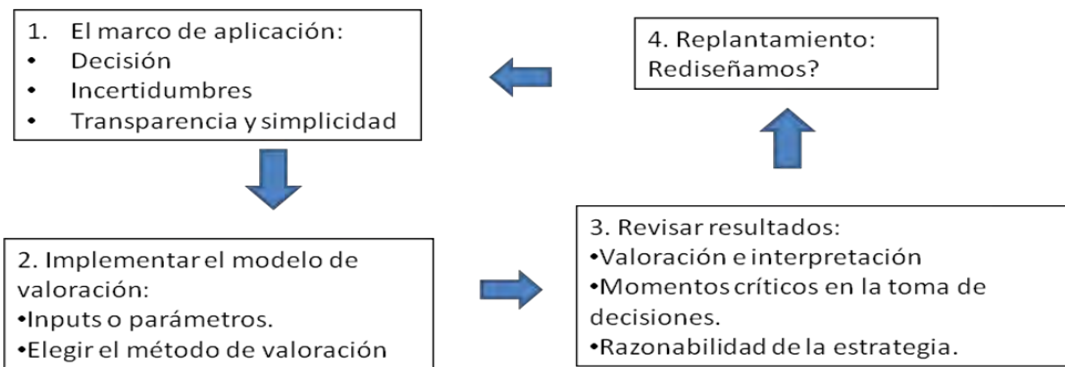 1. El marco de aplicación:
• Decisión
• Incertidumbres
• Transparencia y simplicidad
2. Implementar el modelo de
valoración:
•Inputs o parámetros.
•Elegir el método de valoración
3. Revisar resultados:
•Valoración e interpretación
•Momentos críticos en la toma de
decisiones.
•Razonabilidad de la estrategia.
4. Replantamiento:
Rediseñamos?